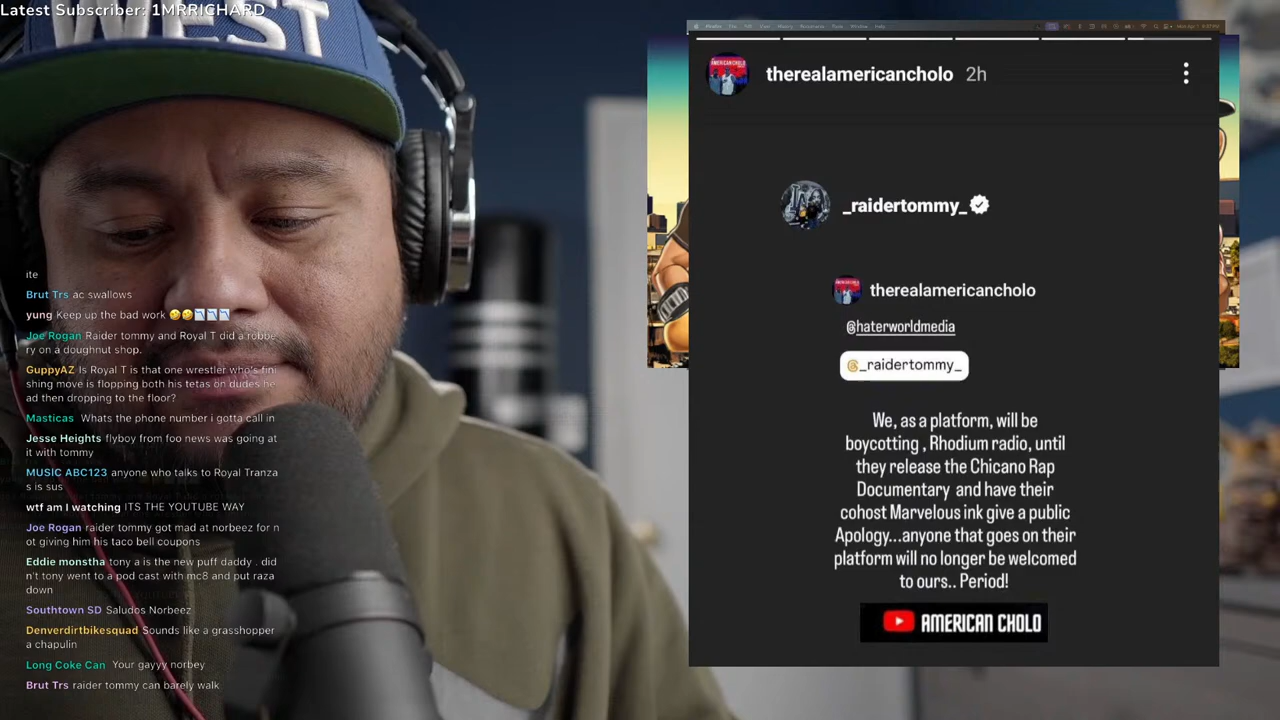 Latest Subscriber: 1MRRICHARD
WEST
ite
Brut Trs ac swallows
yung Keep up the bad work 🤣🤣📉📉📉
Joe Rogan Raider tommy and Royal T did a robbe
ry on a doughnut shop.
GuppyAZ Is Royal T is that one wrestler who's fini
shing move is flopping both his tetas on dudes he
ad then dropping to the floor?
Masticas Whats the phone number i gotta call in
Jesse Heights flyboy from foo news was going at
it with tommy
MUSIC ABC123 anyone who talks to Royal Tranza
s is sus
wtf am I watching ITS THE YOUTUBE WAY
Joe Rogan raider tommy got mad at norbeez for n
ot giving him his taco bell coupons
Eddie monstha tony a is the new puff daddy . did
n't tony went to a pod cast with mc8 and put raza
down
Southtown SD Saludos Norbeez
Denverdirtbikesquad Sounds like a grasshopper
a chapulin
Long Coke Can Your gayyy norbey
Brut Trs raider tommy can barely walk
therealamericancholo 2h
_raidertommy_
therealamericancholo
@haterworldmedia
_raidertommy_
We, as a platform, will be
boycotting , Rhodium radio, until
they release the Chicano Rap
Documentary and have their
cohost Marvelous ink give a public
Apology...anyone that goes on their
platform will no longer be welcomed
to ours.. Period!
AMERICAN CHOLO